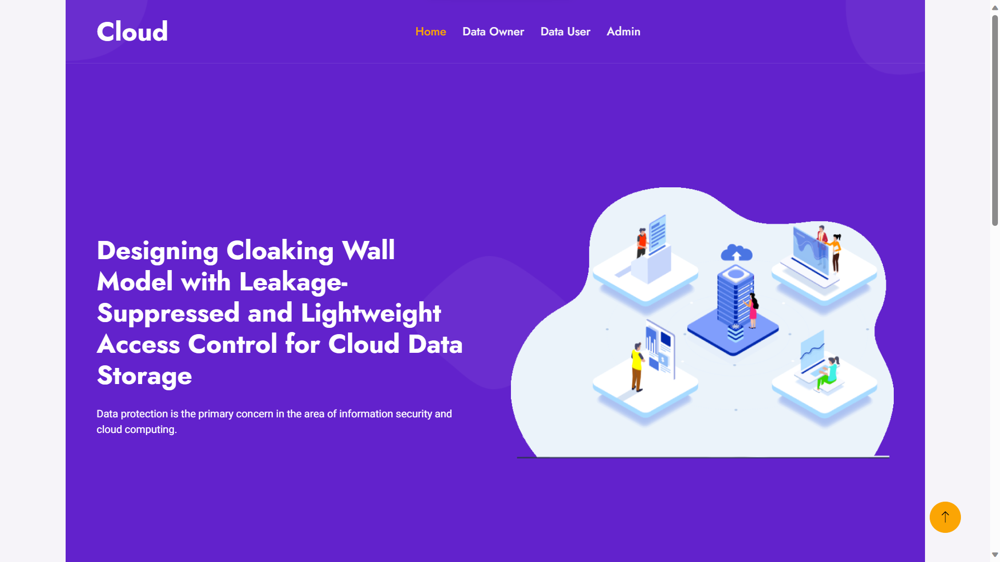 Cloud
Home Data Owner Data User Admin
Designing Cloaking Wall
Model with Leakage-
Suppressed and Lightweight
Access Control for Cloud Data
Storage
Data protection is the primary concern in the area of information security and
cloud computing.